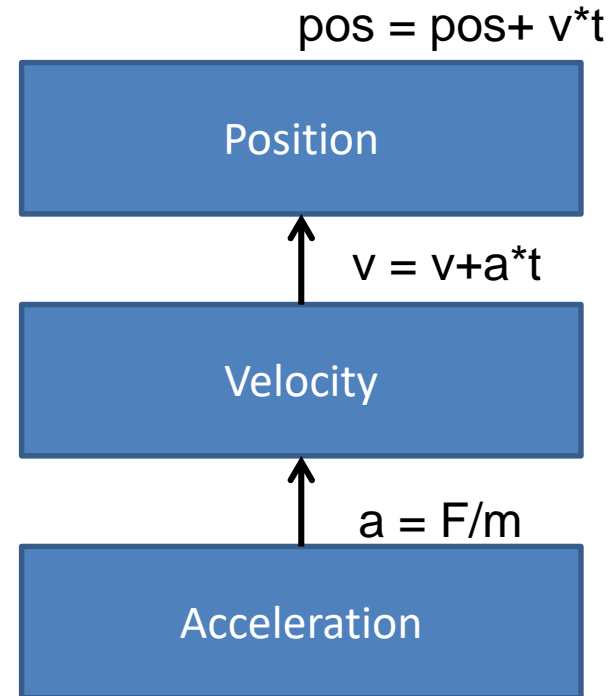 pos = pos+ v*t
Position
v = v+a*t
Velocity
a = F/m
Acceleration